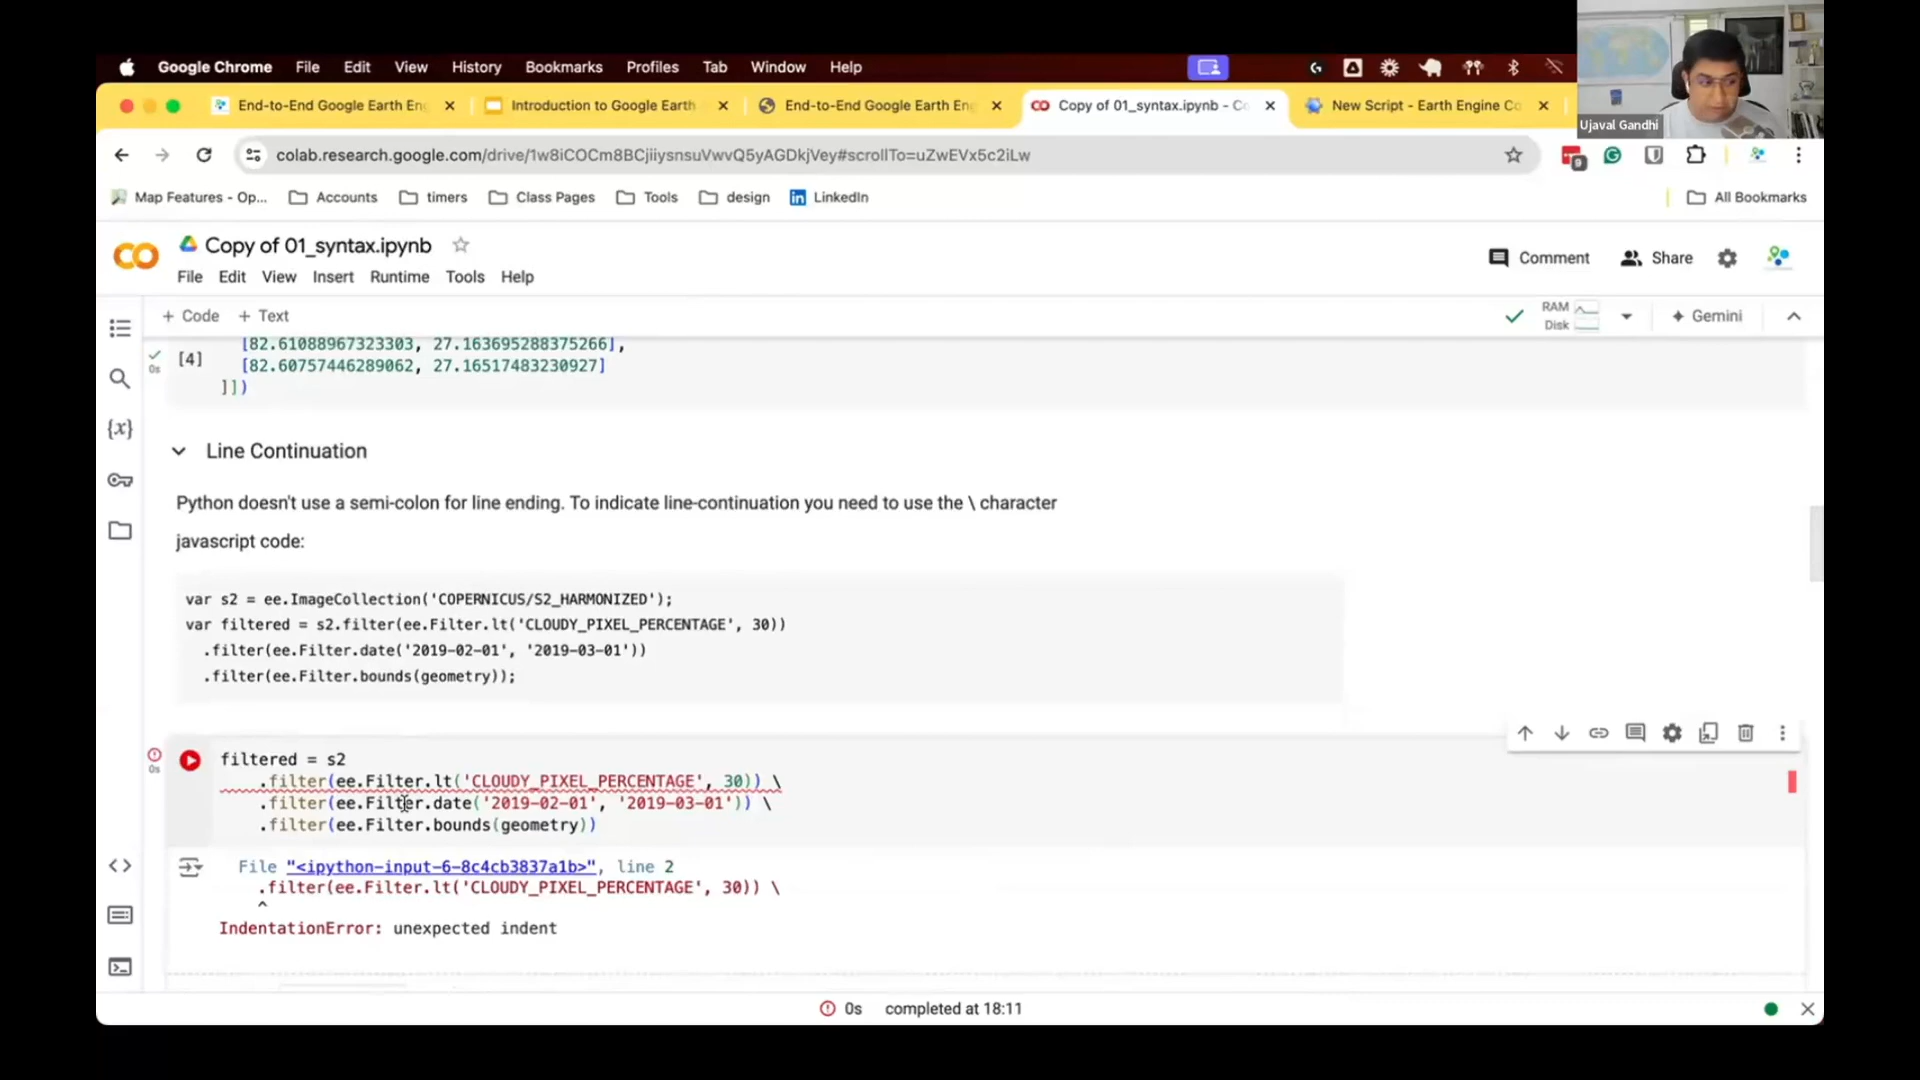 Google Chrome File Edit View History Bookmarks Profiles Tab Window Help
End-to-End Google Earth En
Introduction to Google Earth
End-to-End Google Earth En
Copy of 01_syntax.ipynb - Co
New Script - Earth Engine Co
Ujaval Gandhi
colab.research.google.com/drive/1w8iCOCm8BCjiiysnsuVwvQ5yAGDkjVey#scrollTo=uZwEVx5c2iLw
9
Map Features - Op... Accounts timers Class Pages Tools design LinkedIn All Bookmarks
Copy of 01_syntax.ipynb
Comment Share
File Edit View Insert Runtime Tools Help
+ Code + Text
RAM
Disk
Gemini
[82.61088967323303, 27.163695288375266],
0s [4] [82.60757446289062, 27.16517483230927]
]])
Line Continuation
Python doesn't use a semi-colon for line ending. To indicate line-continuation you need to use the \ character
javascript code:
var s2 = ee.ImageCollection('COPERNICUS/S2_HARMONIZED');
var filtered = s2.filter(ee.Filter.lt('CLOUDY_PIXEL_PERCENTAGE', 30))
.filter(ee.Filter.date('2019-02-01', '2019-03-01'))
.filter(ee.Filter.bounds(geometry));
0s
filtered = s2
.filter(ee.Filter.lt('CLOUDY_PIXEL_PERCENTAGE', 30)) \
.filter(ee.Filter.date('2019-02-01', '2019-03-01')) \
.filter(ee.Filter.bounds(geometry))
File "<ipython-input-6-8c4cb3837a1b>", line 2
.filter(ee.Filter.lt('CLOUDY_PIXEL_PERCENTAGE', 30)) \
^
IndentationError: unexpected indent
0s completed at 18:11